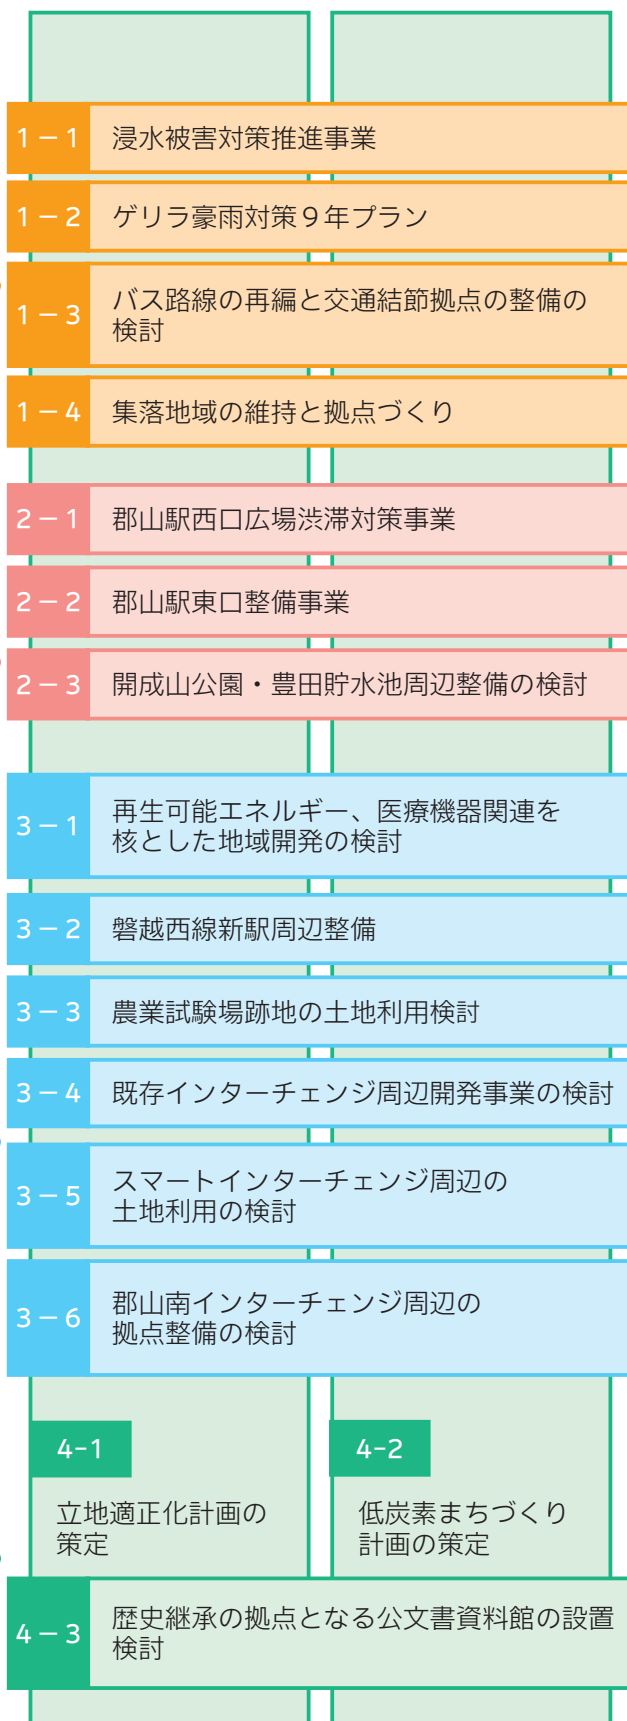 1－1 浸水被害対策推進事業
1－2 ゲリラ豪雨対策９年プラン
1－3 バス路線の再編と交通結節拠点の整備の
検討
1－4 集落地域の維持と拠点づくり
2－1 郡山駅西口広場渋滞対策事業
2－2 郡山駅東口整備事業
2－3 開成山公園・豊田貯水池周辺整備の検討
3－1 再生可能エネルギー、医療機器関連を
核とした地域開発の検討
3－2 磐越西線新駅周辺整備
3－3 農業試験場跡地の土地利用検討
3－4 既存インターチェンジ周辺開発事業の検討
3－5 スマートインターチェンジ周辺の
土地利用の検討
3－6 郡山南インターチェンジ周辺の
拠点整備の検討
4-1
立地適正化計画の
策定
4-2
低炭素まちづくり
計画の策定
4－3 歴史継承の拠点となる公文書資料館の設置
検討